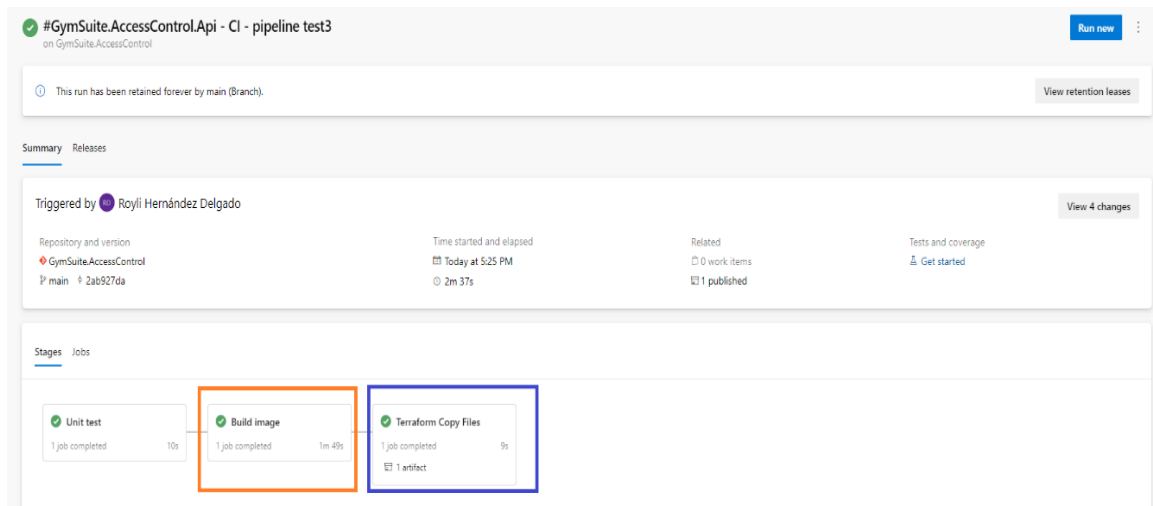 #GymSuite.AccessControl.Api - CI - pipeline test3
on GymSuite.AccessControl
Run new
This run has been retained forever by main (Branch).
View retention leases
Summary Releases
Triggered by RD Royli Hernández Delgado
View 4 changes
Repository and version
GymSuite.AccessControl
main 2ab927da
Time started and elapsed
Today at 5:25 PM
2m 37s
Related
0 work items
1 published
Tests and coverage
Get started
Stages Jobs
Unit test
1 job completed 10s
Build image
1 job completed 1m 49s
Terraform Copy Files
1 job completed 9s
1 artifact